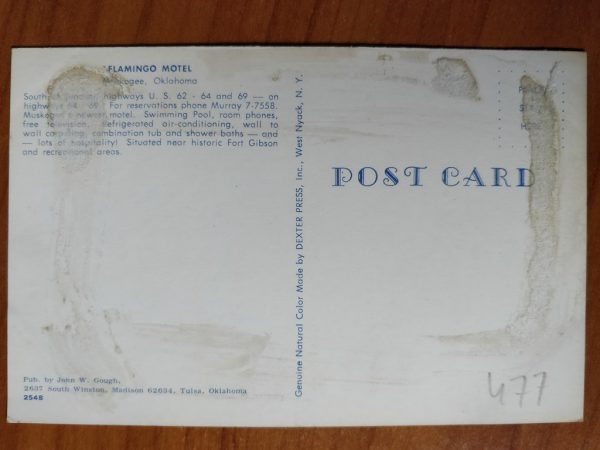 FLAMINGO MOTEL
Muskogee, Oklahoma
South of junction highways U. S. 62 - 64 and 69 — on
highways 64 - 69. For reservations phone Murray 7-7558.
Muskogee's newest motel. Swimming Pool, room phones,
free television. Refrigerated air-conditioning, wall to
wall carpeting, combination tub and shower baths — and
— lots of hospitality! Situated near historic Fort Gibson
and recreational areas.
Pub. by John W. Gough,
2637 South Winston, Madison 62634, Tulsa, Oklahoma
2548
Genuine Natural Color Made by DEXTER PRESS, Inc., West Nyack, N. Y.
PLACE
STAMP
HERE
POST CARD
477